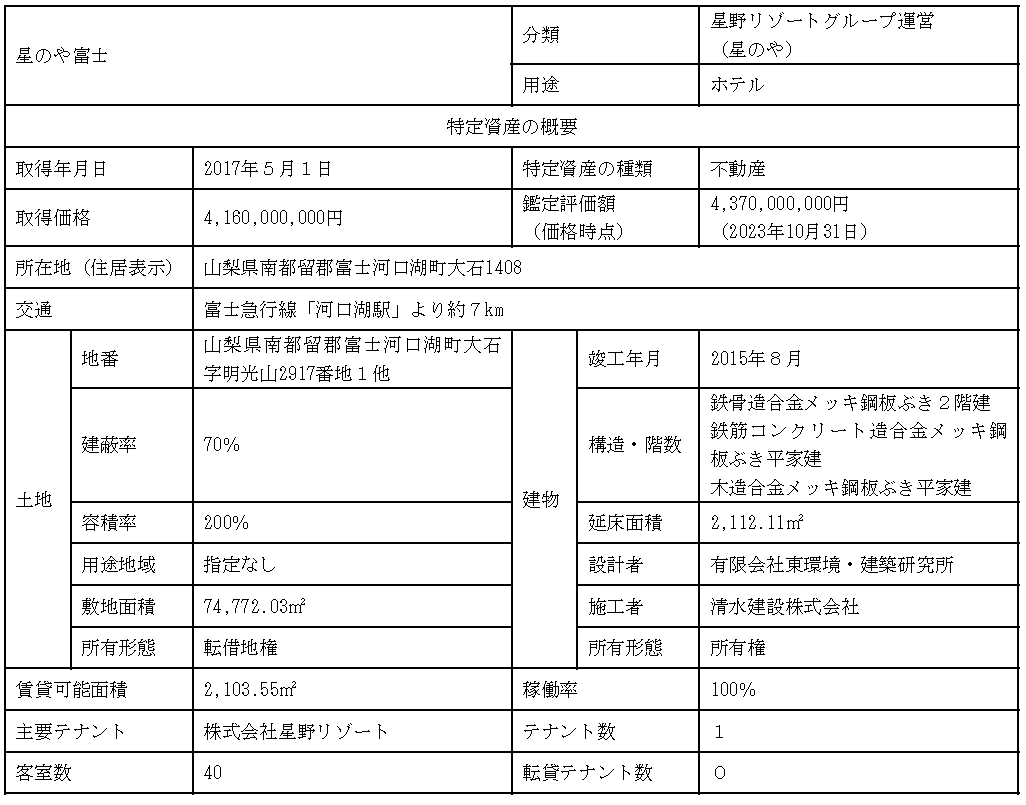 星のや富士
分類
星野リゾートグループ運営
（星のや）
用途
ホテル
特定資産の概要
取得年月日
2017年５月１日
特定資産の種類
不動産
取得価格
4,160,000,000円
鑑定評価額
（価格時点）
4,370,000,000円
（2023年10月31日）
所在地（住居表示）
山梨県南都留郡富士河口湖町大石1408
交通
富士急行線「河口湖駅」より約７km
土地
地番
山梨県南都留郡富士河口湖町大石
字明光山2917番地１他
建物
竣工年月
2015年８月
建蔽率
70%
構造・階数
鉄骨造合金メッキ鋼板ぶき２階建
鉄筋コンクリート造合金メッキ鋼
板ぶき平家建
木造合金メッキ鋼板ぶき平家建
容積率
200%
延床面積
2,112.11㎡
用途地域
指定なし
設計者
有限会社東環境・建築研究所
敷地面積
74,772.03㎡
施工者
清水建設株式会社
所有形態
転借地権
所有形態
所有権
賃貸可能面積
2,103.55㎡
稼働率
100%
主要テナント
株式会社星野リゾート
テナント数
１
客室数
40
転貸テナント数
０